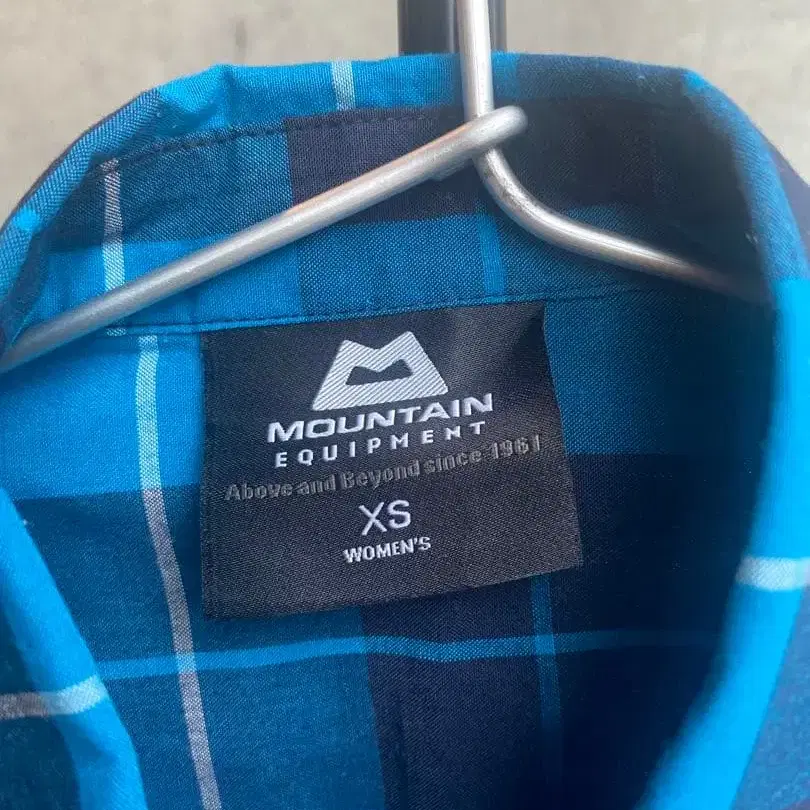 MOUNTAIN
EQUIPMENT
Above and Beyond since 1961
XS
WOMEN'S